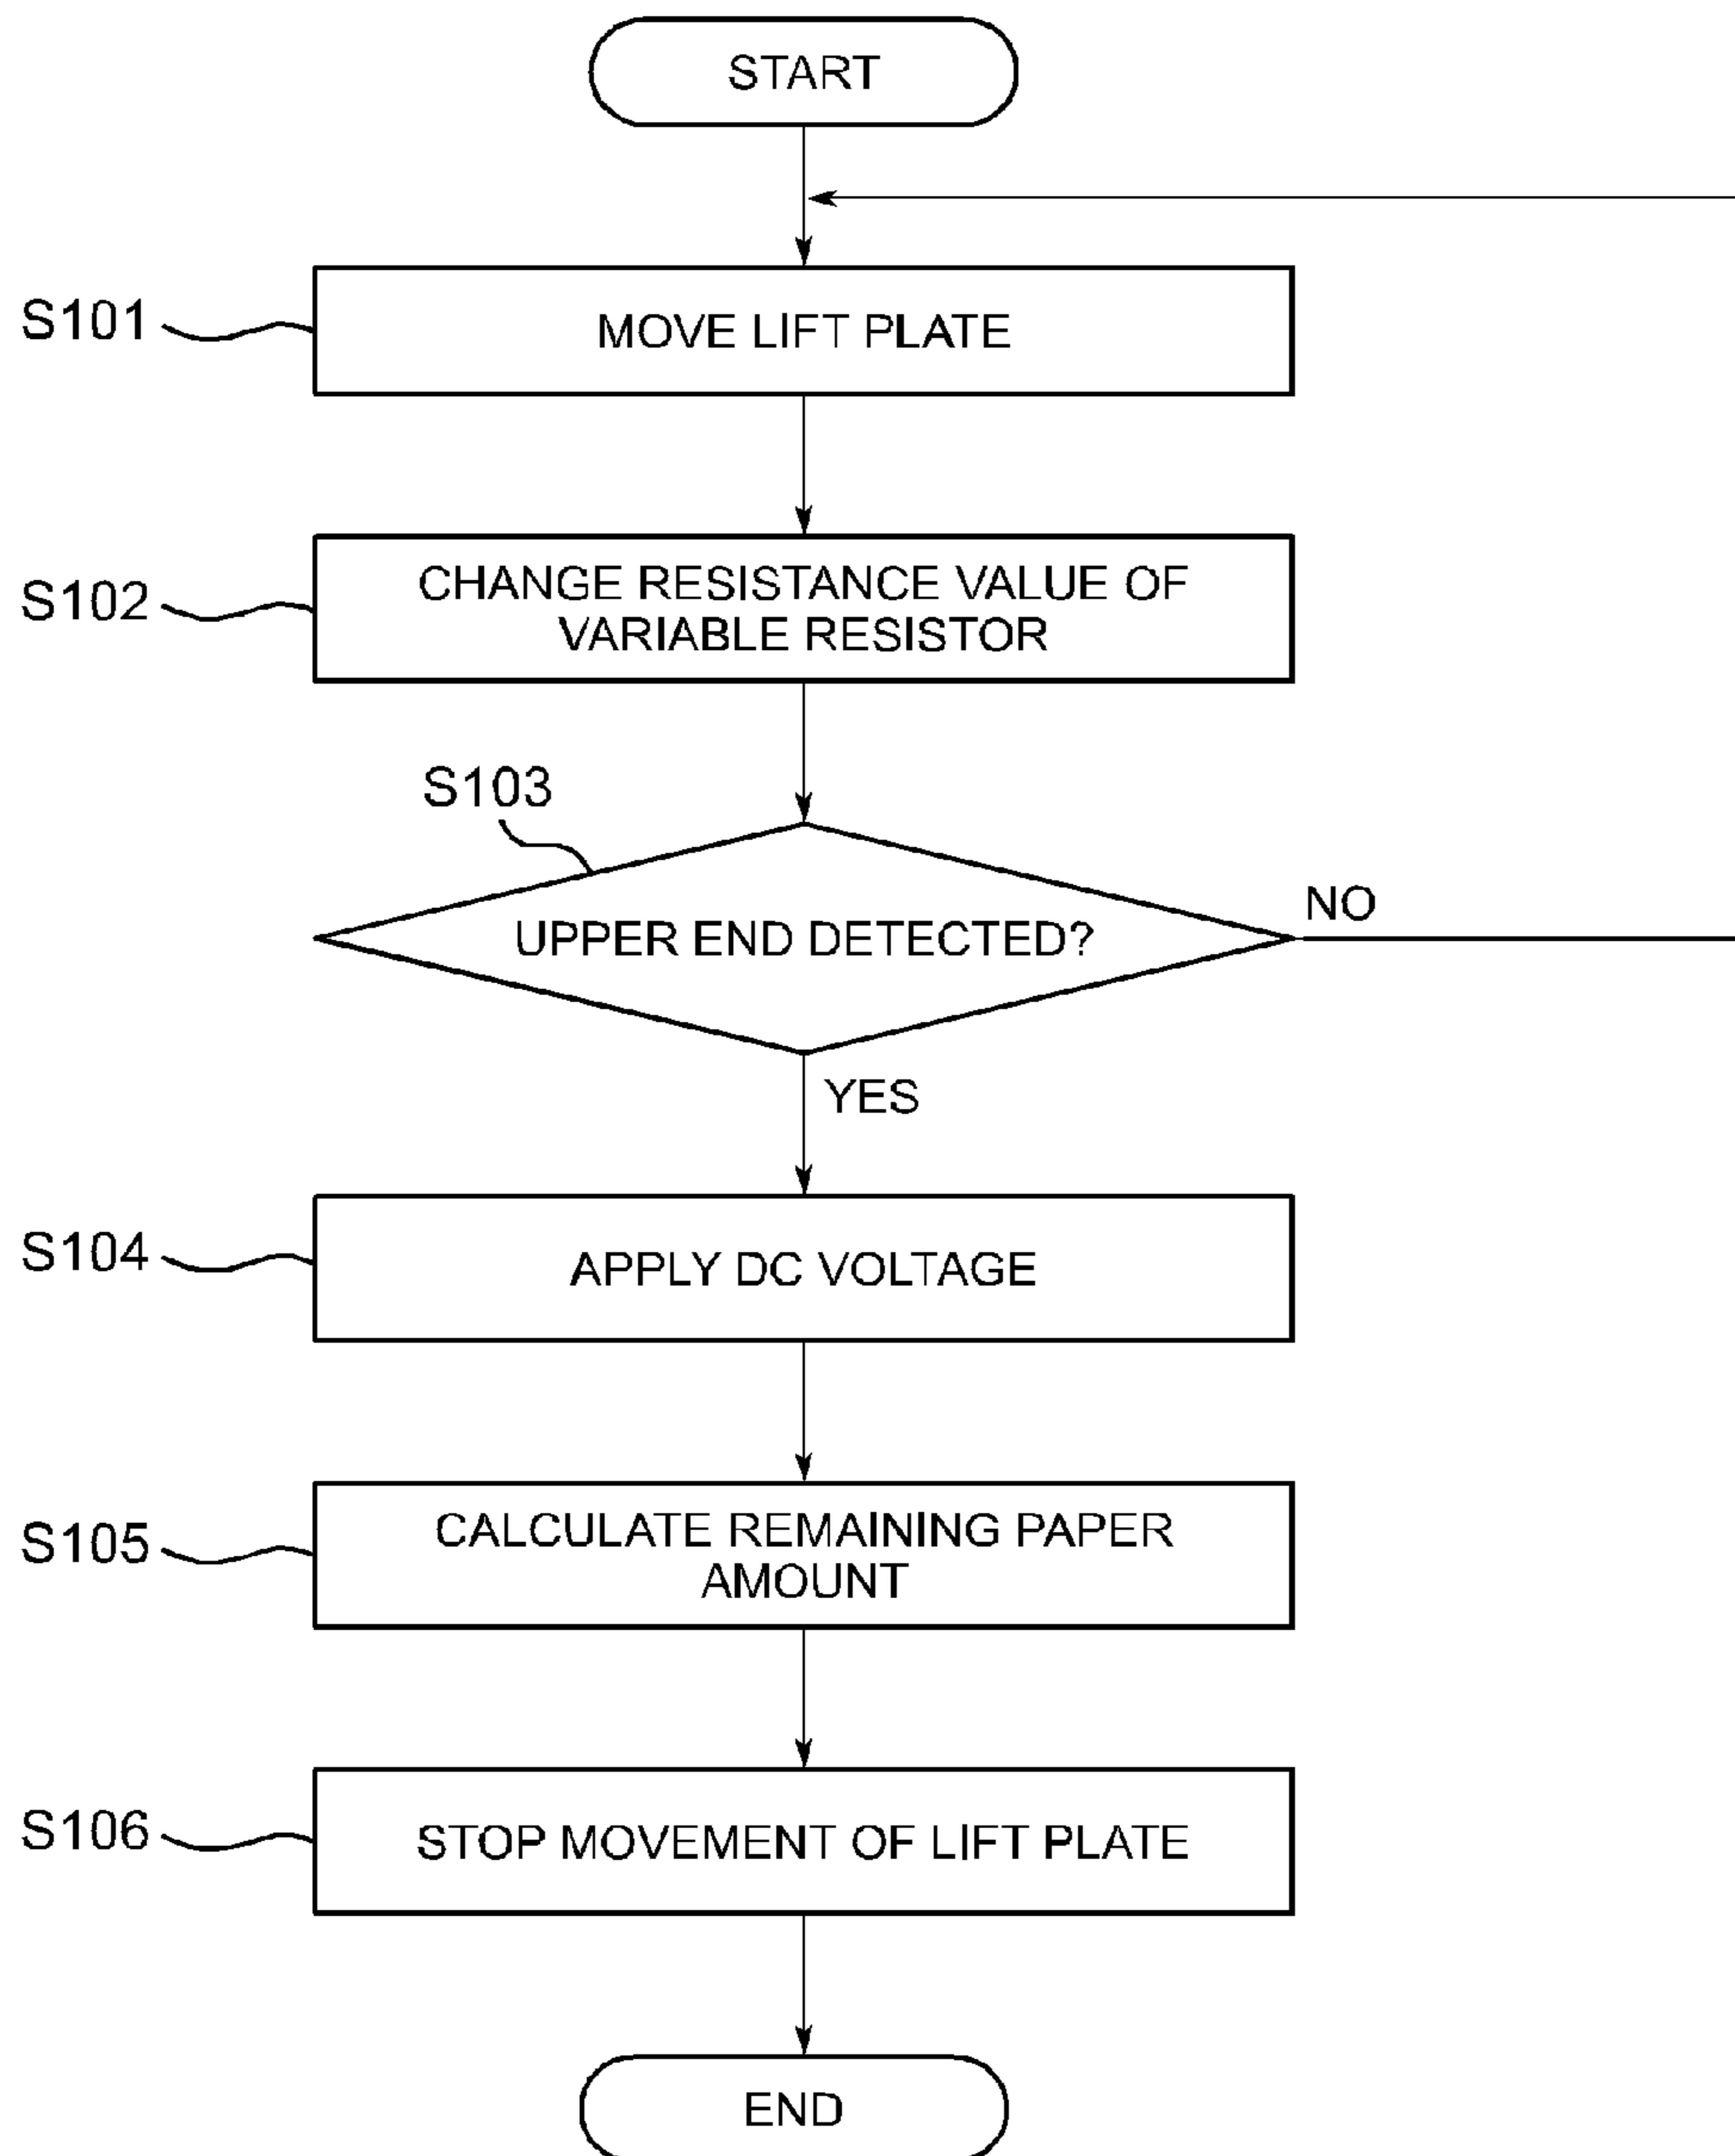 START
S101
MOVE LIFT PLATE
S102
CHANGE RESISTANCE VALUE OF
VARIABLE RESISTOR
S103
UPPER END DETECTED?
NO
YES
S104
APPLY DC VOLTAGE
S105
CALCULATE REMAINING PAPER
AMOUNT
S106
STOP MOVEMENT OF LIFT PLATE
END